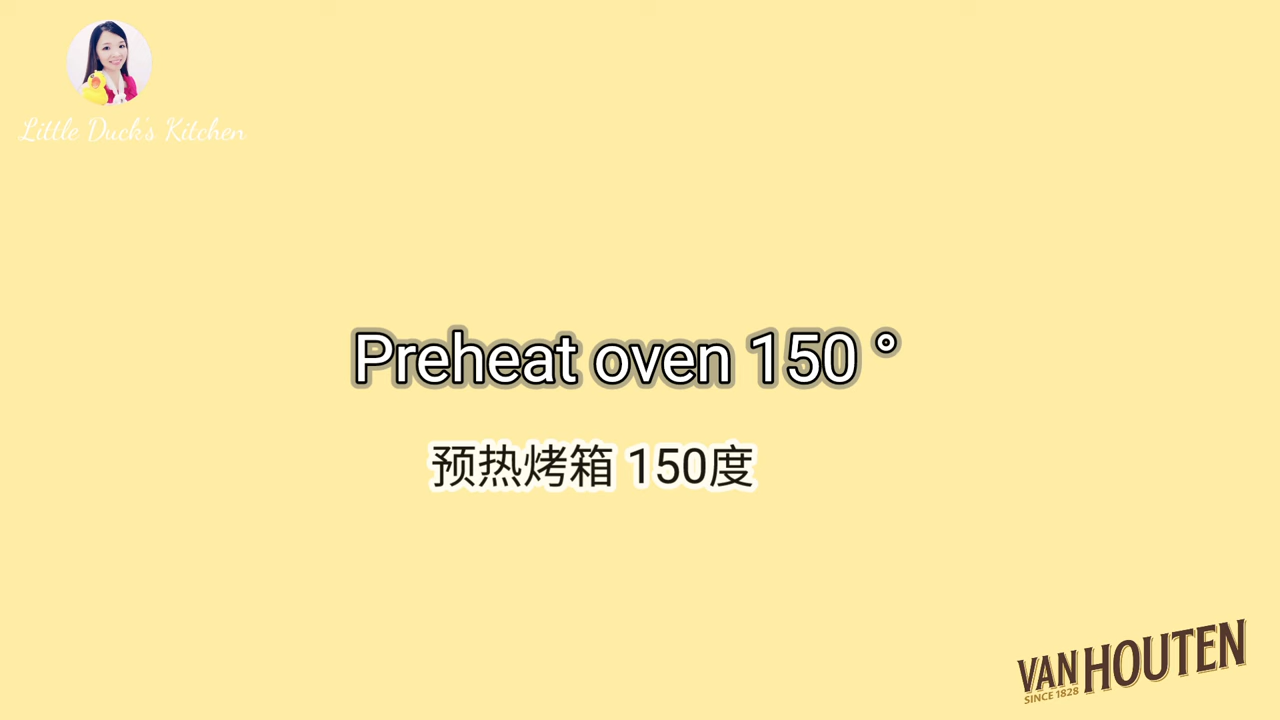 Little Duck's Kitchen
Preheat oven 150 °
预热烤箱 150度
VAN HOUTEN
SINCE 1828